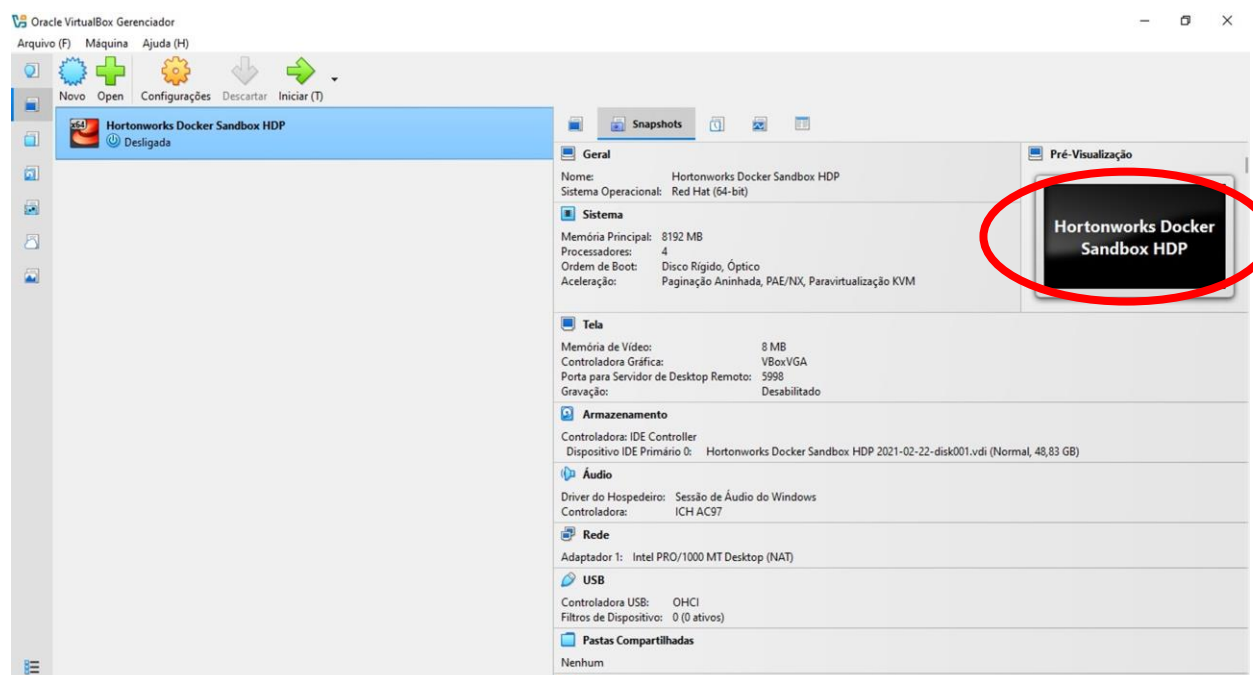 Oracle VirtualBox Gerenciador
Arquivo (F) Máquina Ajuda (H)
Novo Open Configurações Descartar Iniciar (T)
x64
Hortonworks Docker Sandbox HDP
Desligada
Snapshots
Geral
Nome: Hortonworks Docker Sandbox HDP
Sistema Operacional: Red Hat (64-bit)
Pré-Visualização
Hortonworks Docker
Sandbox HDP
Sistema
Memória Principal: 8192 MB
Processadores: 4
Ordem de Boot: Disco Rígido, Óptico
Aceleração: Paginação Aninhada, PAE/NX, Paravirtualização KVM
Tela
Memória de Vídeo: 8 MB
Controladora Gráfica: VBoxVGA
Porta para Servidor de Desktop Remoto: 5998
Gravação: Desabilitado
Armazenamento
Controladora: IDE Controller
Dispositivo IDE Primário 0: Hortonworks Docker Sandbox HDP 2021-02-22-disk001.vdi (Normal, 48,83 GB)
Áudio
Driver do Hospedeiro: Sessão de Áudio do Windows
Controladora: ICH AC97
Rede
Adaptador 1: Intel PRO/1000 MT Desktop (NAT)
USB
Controladora USB: OHCI
Filtros de Dispositivo: 0 (0 ativos)
Pastas Compartilhadas
Nenhum